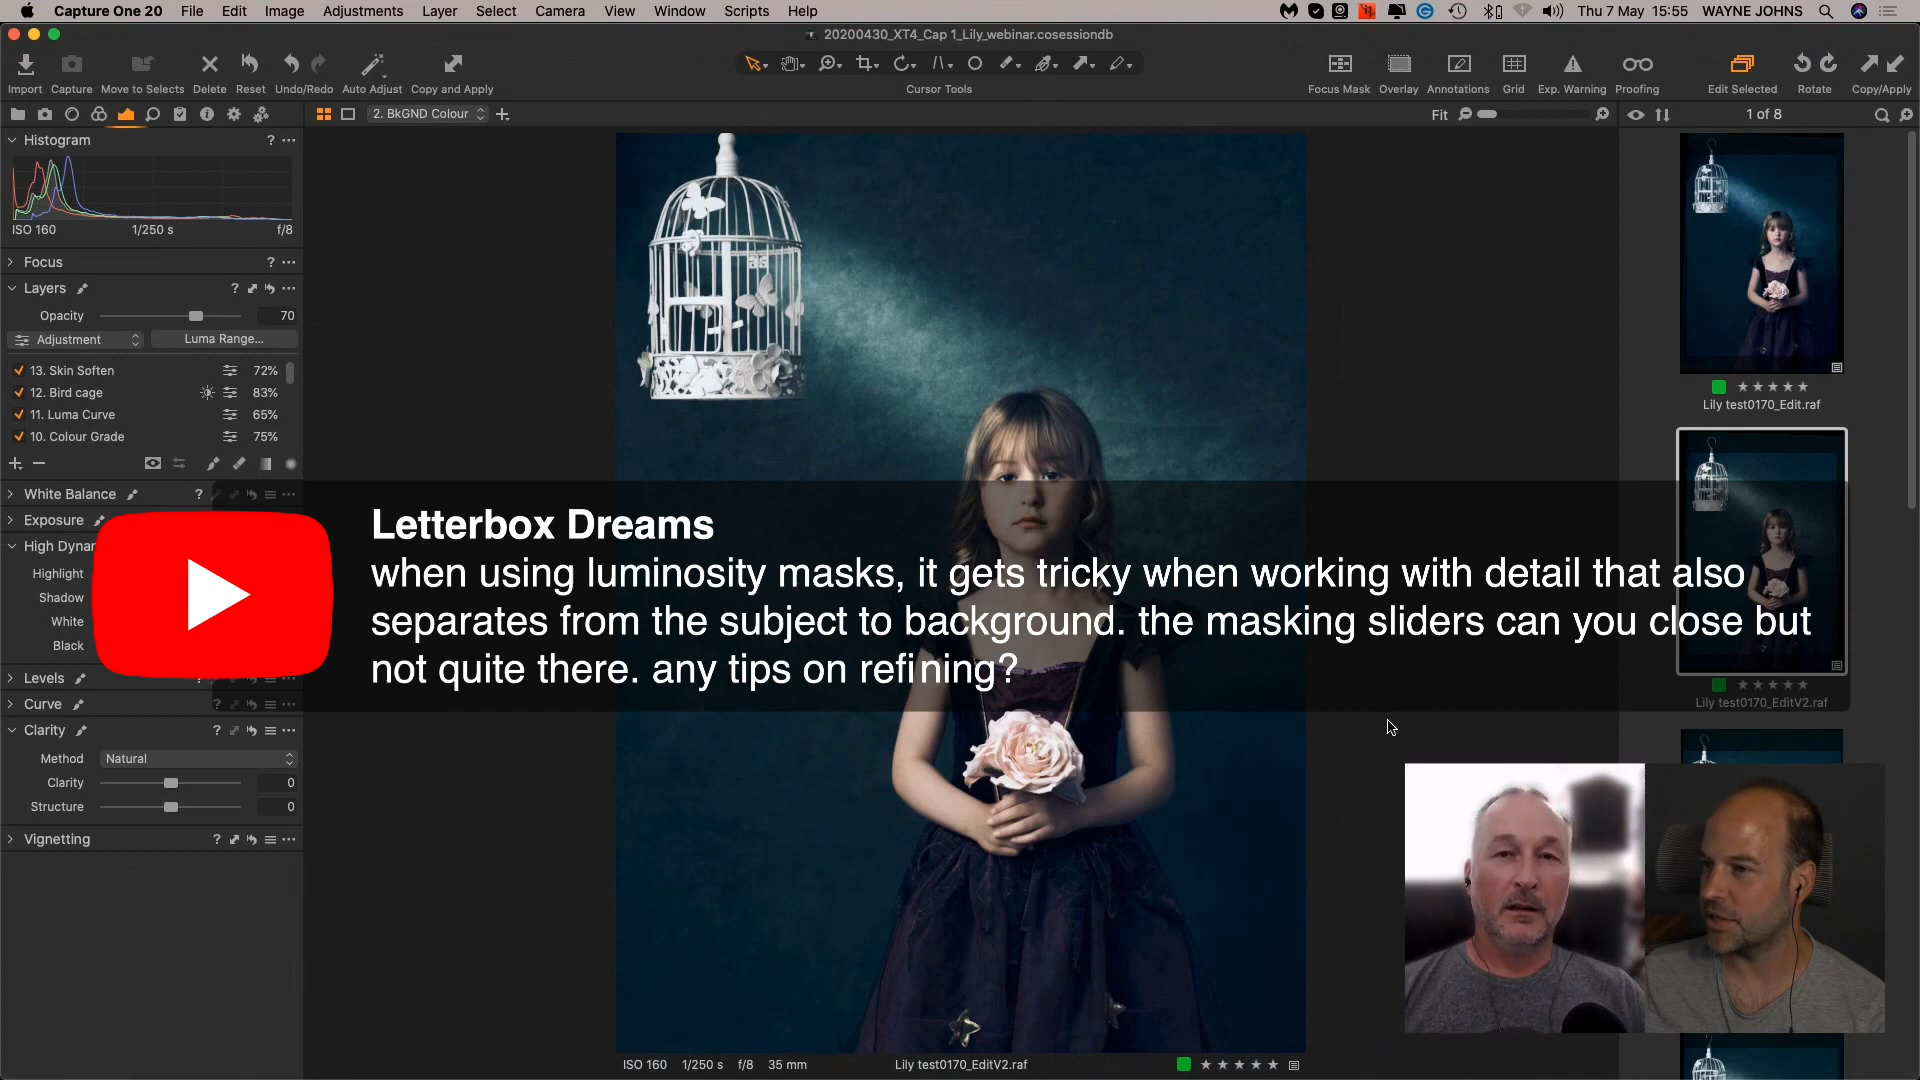 Capture One 20 File Edit Image Adjustments Layer Select Camera View Window Scripts Help Thu 7 May 15:55 WAYNE JOHNS
20200430_XT4_Cap 1_Lily_webinar.cosessiondb
Import Capture Move to Selects Delete Reset Undo/Redo Auto Adjust Copy and Apply Cursor Tools Focus Mask Overlay Annotations Grid Exp. Warning Proofing Edit Selected Rotate Copy/Apply
2. BkGND Colour Fit 1 of 8
Histogram ?
ISO 160 1/250 s f/8
Focus ?
Layers ?
Opacity 70
Adjustment Luma Range...
13. Skin Soften 72%
12. Bird cage 83%
11. Luma Curve 65%
10. Colour Grade 75%
White Balance ?
Exposure
High Dynar
Highlight
Shadow
White
Black
Levels ?
Curve ?
Clarity ?
Method Natural
Clarity 0
Structure 0
Vignetting ?
Letterbox Dreams
when using luminosity masks, it gets tricky when working with detail that also
separates from the subject to background. the masking sliders can you close but
not quite there. any tips on refining?
Lily test0170_Edit.raf
Lily test0170_EditV2.raf
ISO 160 1/250 s f/8 35 mm Lily test0170_EditV2.raf